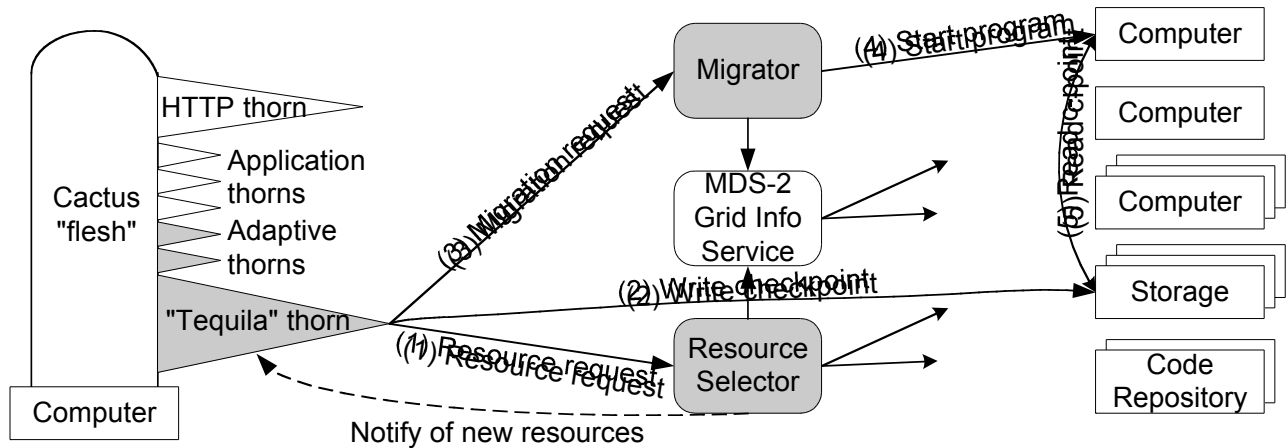 HTTP thorn
Application
thorns
Cactus
"flesh"
Adaptive
thorns
"Tequila" thorn
Computer
(1) Resource request
(2) Write checkpoint
(3) Migration request
(4) Start program
(5) Read cpoint
Notify of new resources
Migrator
MDS-2
Grid Info
Service
Resource
Selector
Computer
Computer
Computer
Storage
Code
Repository